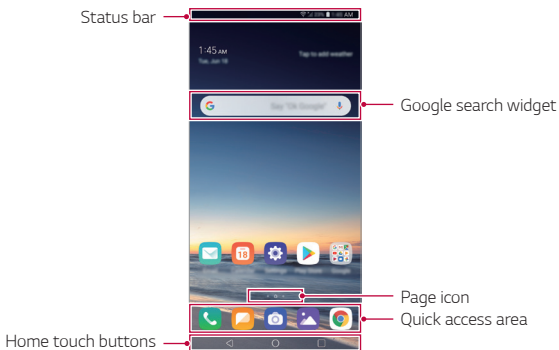 Status bar
1:45 AM
Tue, Jun 18
Tap to add weather
Google search widget
Say "Ok Google"
18
Page icon
Quick access area
Home touch buttons